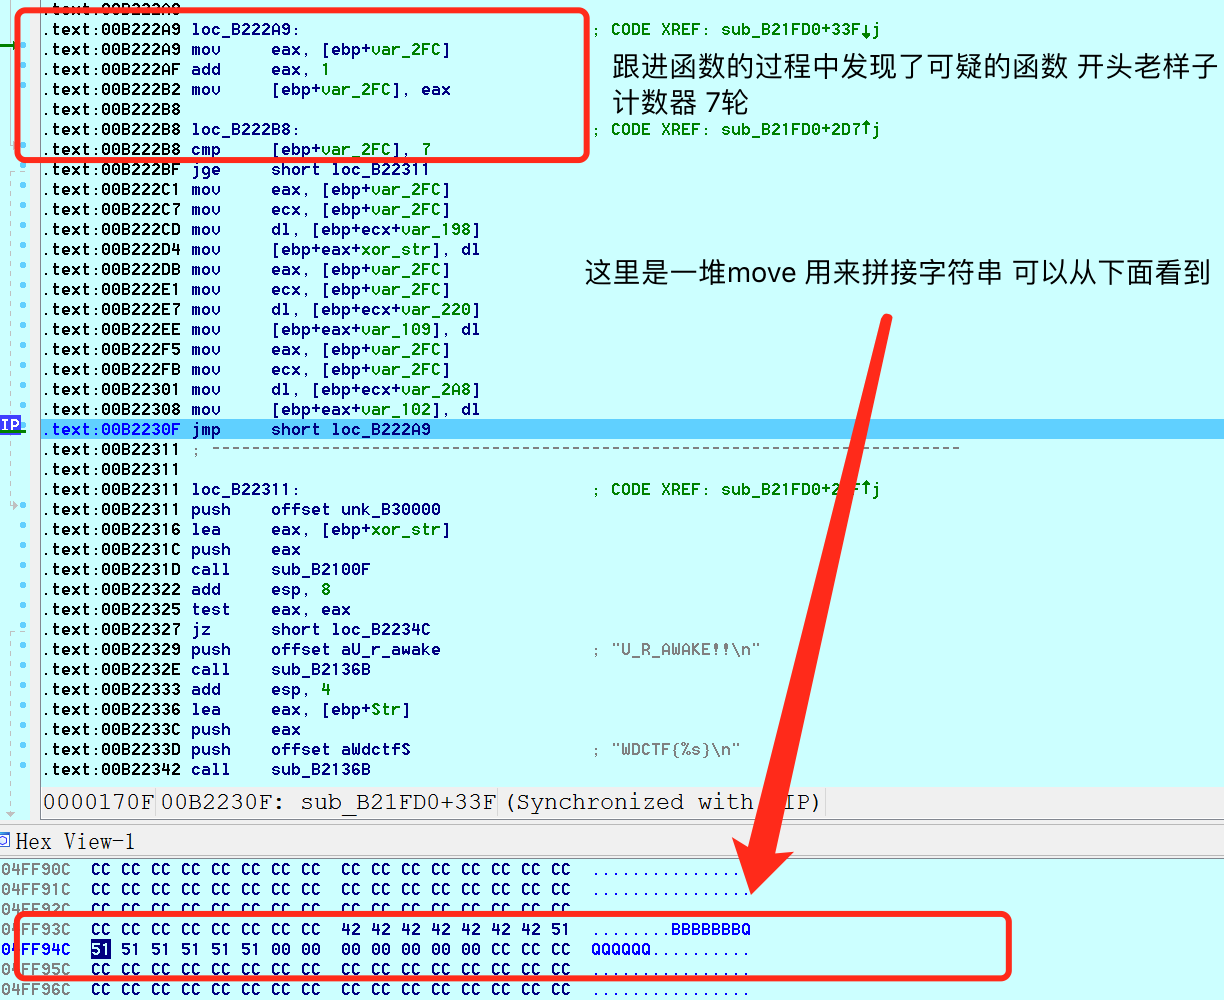 .text:00B222A9
.text:00B222A9 loc_B222A9: ; CODE XREF: sub_B21FD0+33F↓j
.text:00B222A9 mov eax, [ebp+var_2FC]
.text:00B222AF add eax, 1
.text:00B222B2 mov [ebp+var_2FC], eax
.text:00B222B8
.text:00B222B8 loc_B222B8: ; CODE XREF: sub_B21FD0+2D7↑j
.text:00B222B8 cmp [ebp+var_2FC], 7
跟进函数的过程中发现了可疑的函数 开头老样子
计数器 7轮
.text:00B222BF jge short loc_B22311
.text:00B222C1 mov eax, [ebp+var_2FC]
.text:00B222C7 mov ecx, [ebp+var_2FC]
.text:00B222CD mov dl, [ebp+ecx+var_198]
.text:00B222D4 mov [ebp+eax+xor_str], dl
.text:00B222DB mov eax, [ebp+var_2FC]
.text:00B222E1 mov ecx, [ebp+var_2FC]
.text:00B222E7 mov dl, [ebp+ecx+var_220]
.text:00B222EE mov [ebp+eax+var_109], dl
.text:00B222F5 mov eax, [ebp+var_2FC]
.text:00B222FB mov ecx, [ebp+var_2FC]
.text:00B22301 mov dl, [ebp+ecx+var_2A8]
.text:00B22308 mov [ebp+eax+var_102], dl
这里是一堆move 用来拼接字符串 可以从下面看到
IP
.text:00B2230F jmp short loc_B222A9
.text:00B22311 ; ---------------------------------------------------------------------------
.text:00B22311
.text:00B22311 loc_B22311: ; CODE XREF: sub_B21FD0+2F↑j
.text:00B22311 push offset unk_B30000
.text:00B22316 lea eax, [ebp+xor_str]
.text:00B2231C push eax
.text:00B2231D call sub_B2100F
.text:00B22322 add esp, 8
.text:00B22325 test eax, eax
.text:00B22327 jz short loc_B2234C
.text:00B22329 push offset aU_r_awake ; "U_R_AWAKE!!\n"
.text:00B2232E call sub_B2136B
.text:00B22333 add esp, 4
.text:00B22336 lea eax, [ebp+Str]
.text:00B2233C push eax
.text:00B2233D push offset aWdctfS ; "WDCTF{%s}\n"
.text:00B22342 call sub_B2136B
0000170F 00B2230F: sub_B21FD0+33F (Synchronized with IP)
Hex View-1
04FF90C CC CC CC CC CC CC CC CC CC CC CC CC CC CC CC CC ................
04FF91C CC CC CC CC CC CC CC CC CC CC CC CC CC CC CC CC ................
04FF92C CC CC CC CC CC CC CC CC CC CC CC CC CC CC CC CC
04FF93C CC CC CC CC CC CC CC CC 42 42 42 42 42 42 42 51 ........BBBBBBBQ
04FF94C 51 51 51 51 51 51 00 00 00 00 00 00 00 CC CC CC QQQQQQ..........
04FF95C CC CC CC CC CC CC CC CC CC CC CC CC CC CC CC CC ................
04FF96C CC CC CC CC CC CC CC CC CC CC CC CC CC CC CC CC ................